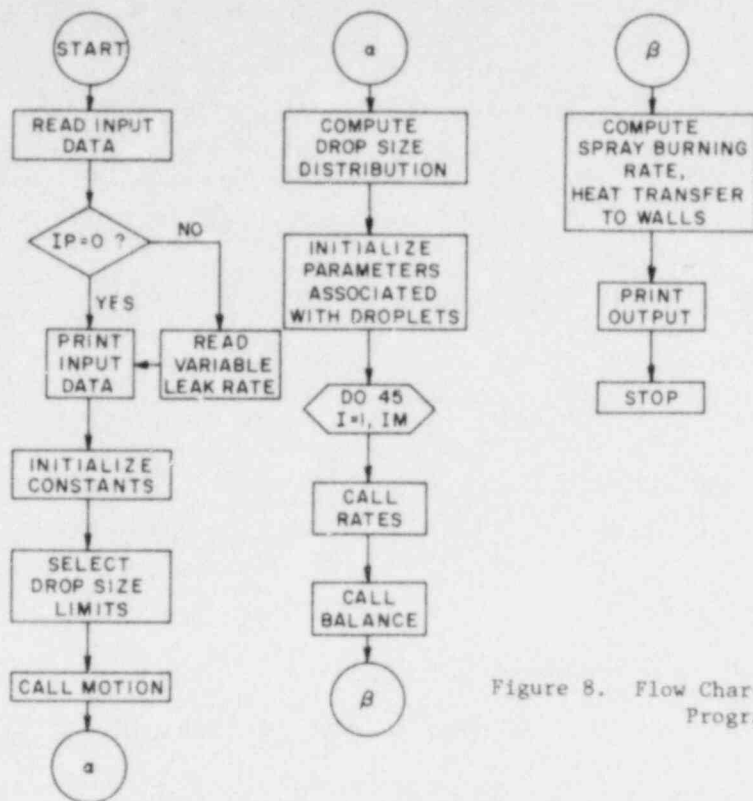 START
READ INPUT
DATA
IP=0 ?
NO
YES
PRINT
INPUT
DATA
READ
VARIABLE
LEAK RATE
INITIALIZE
CONSTANTS
SELECT
DROP SIZE
LIMITS
CALL MOTION
α
α
COMPUTE
DROP SIZE
DISTRIBUTION
INITIALIZE
PARAMETERS
ASSOCIATED
WITH DROPLETS
DO 45
I=1, IM
CALL
RATES
CALL
BALANCE
β
β
COMPUTE
SPRAY BURNING
RATE,
HEAT TRANSFER
TO WALLS
PRINT
OUTPUT
STOP
Figure 8. Flow Char
Progr